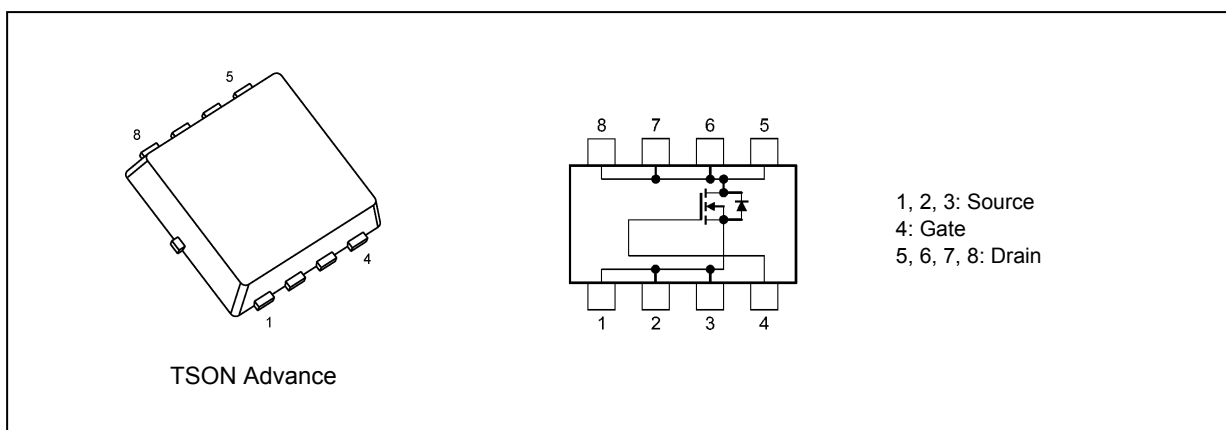 5
8
4
1
TSON Advance
8 7 6 5
1 2 3 4
1, 2, 3: Source
4: Gate
5, 6, 7, 8: Drain